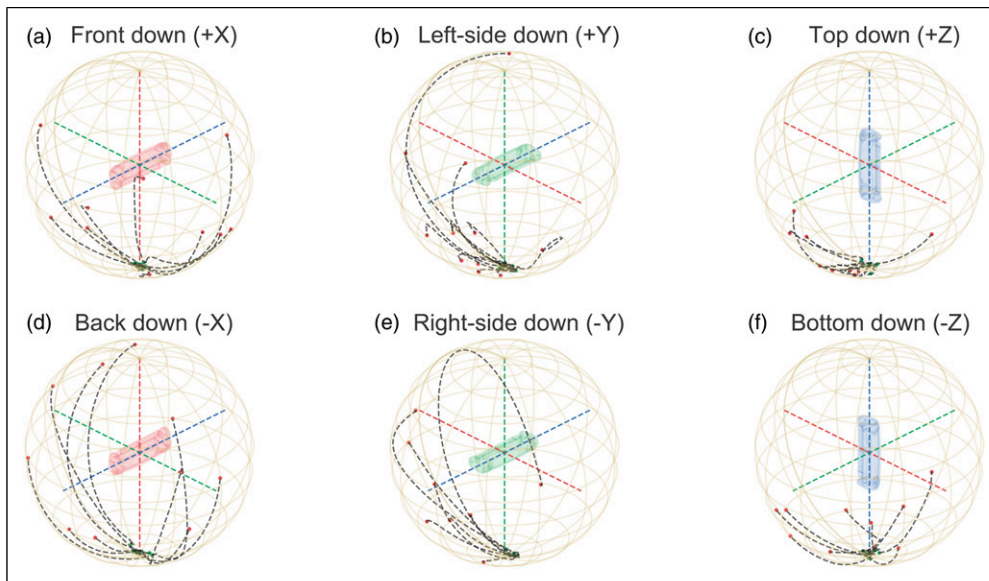 (a) Front down (+X)
(b) Left-side down (+Y)
(c) Top down (+Z)
(d) Back down (-X)
(e) Right-side down (-Y)
(f) Bottom down (-Z)